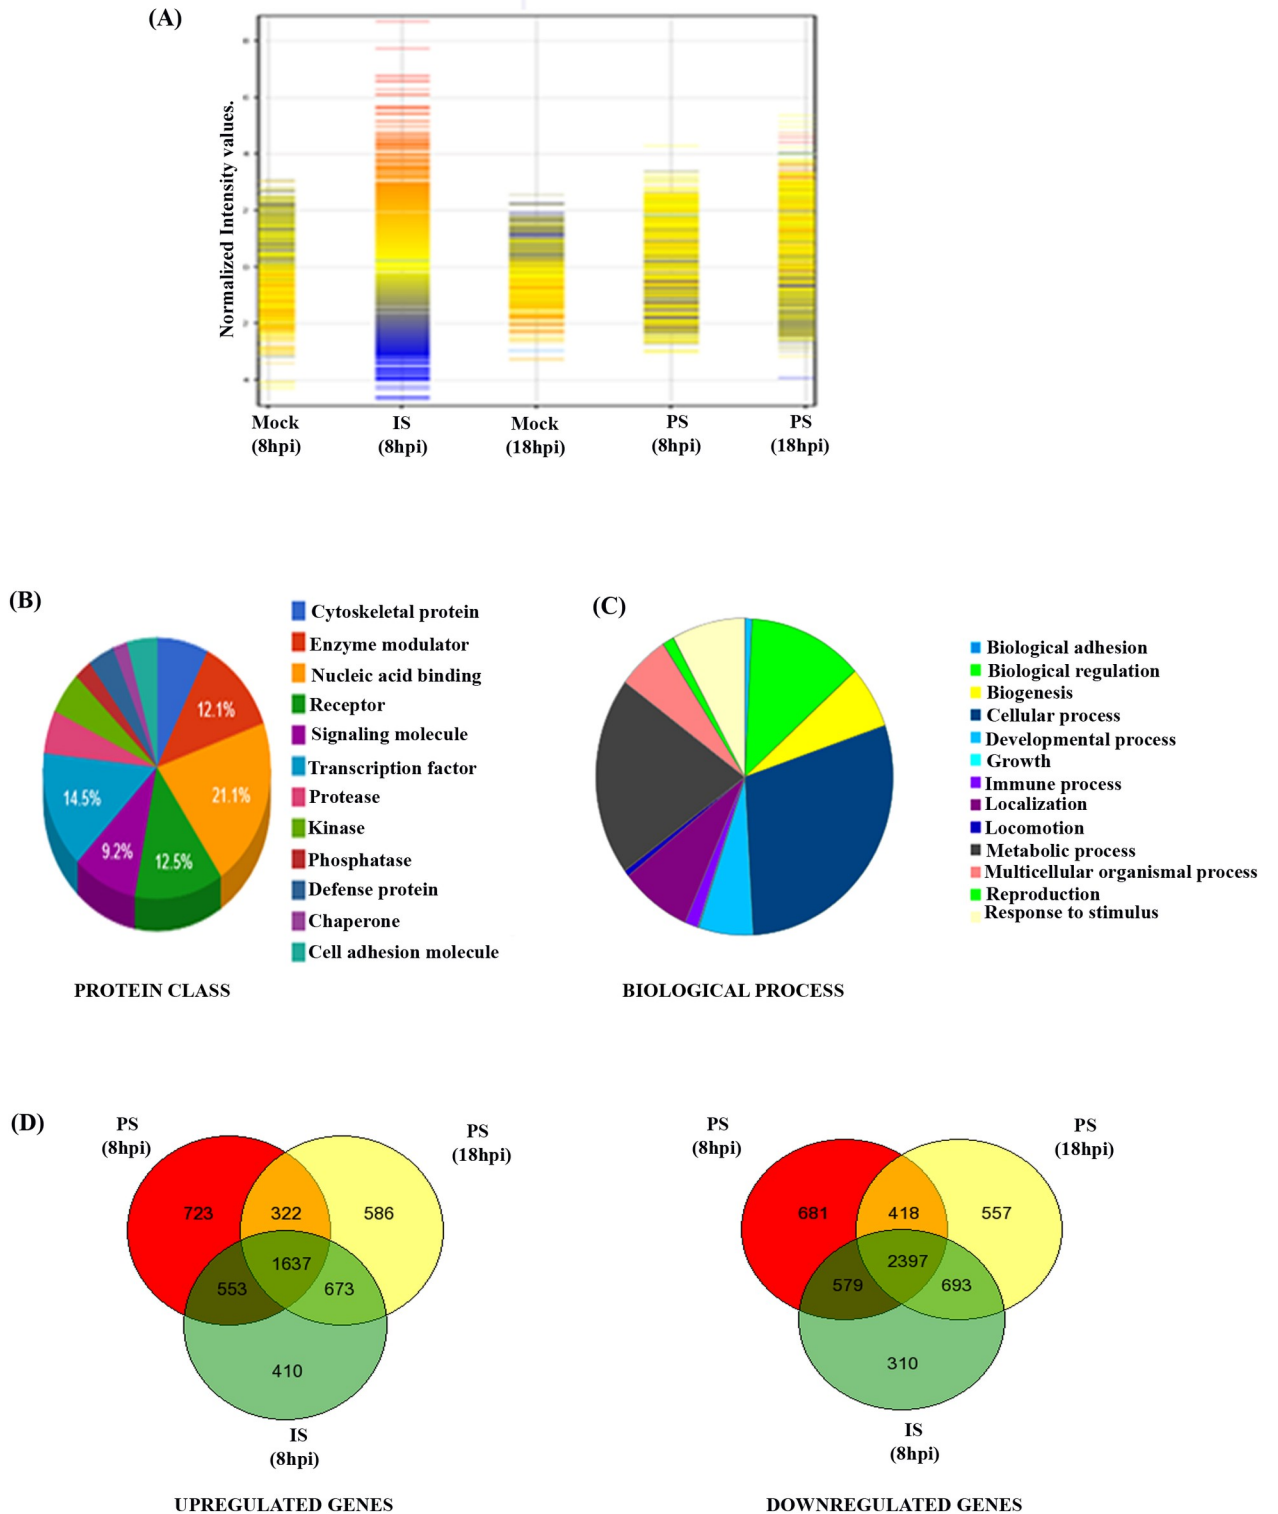 (A)
Normalized Intensity values.
Mock
(8hpi)
IS
(8hpi)
Mock
(18hpi)
PS
(8hpi)
PS
(18hpi)
(B)
12.1%
21.1%
12.5%
9.2%
14.5%
Cytoskeletal protein
Enzyme modulator
Nucleic acid binding
Receptor
Signaling molecule
Transcription factor
Protease
Kinase
Phosphatase
Defense protein
Chaperone
Cell adhesion molecule
PROTEIN CLASS
(C)
Biological adhesion
Biological regulation
Biogenesis
Cellular process
Developmental process
Growth
Immune process
Localization
Locomotion
Metabolic process
Multicellular organismal process
Reproduction
Response to stimulus
BIOLOGICAL PROCESS
(D)
PS
(8hpi)
PS
(18hpi)
723
322
586
1637
553
673
410
IS
(8hpi)
UPREGULATED GENES
PS
(8hpi)
PS
(18hpi)
681
418
557
2397
579
693
310
IS
(8hpi)
DOWNREGULATED GENES